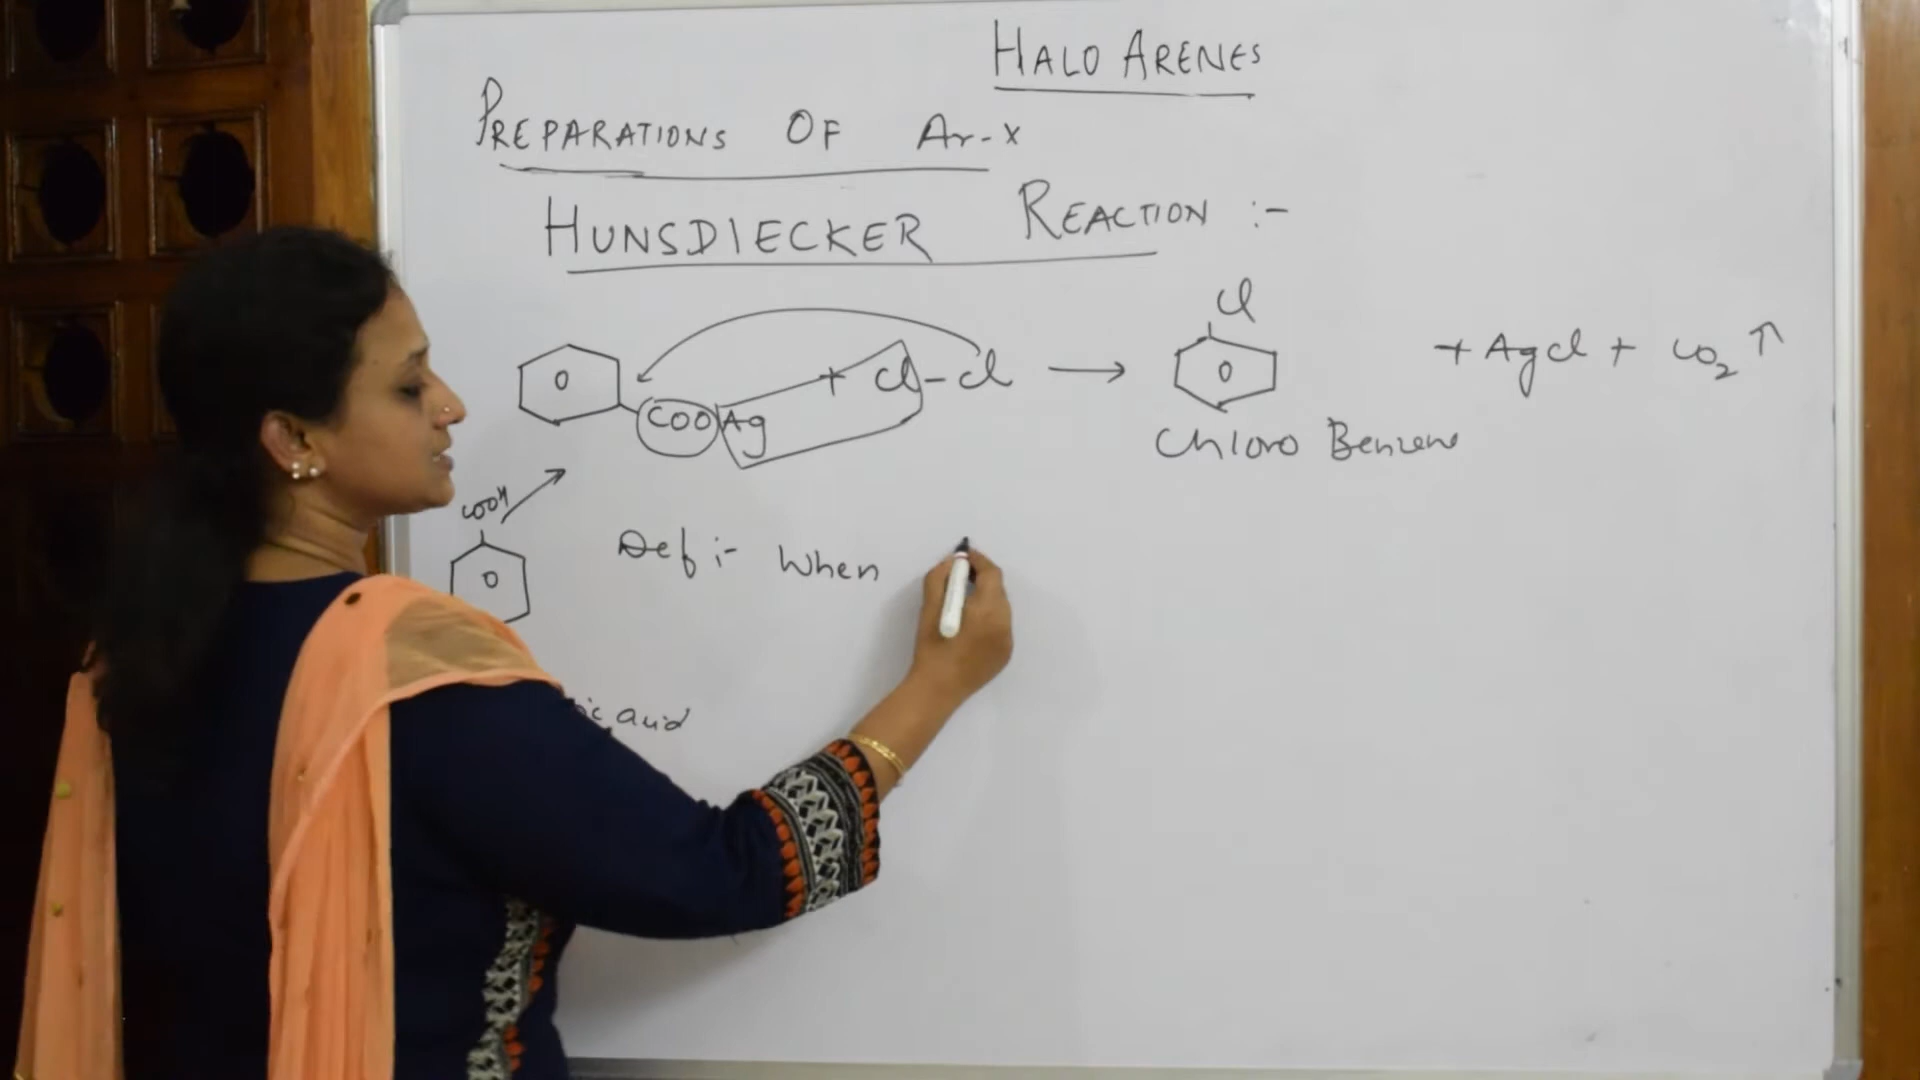 HALO ARENES
PREPARATIONS OF Ar-X
HUNSDIECKER REACTION :-
COOAg + Cl-Cl → Cl + AgCl + CO2 ↑
Chloro Benzene
COOH
Def :- When
ic acid